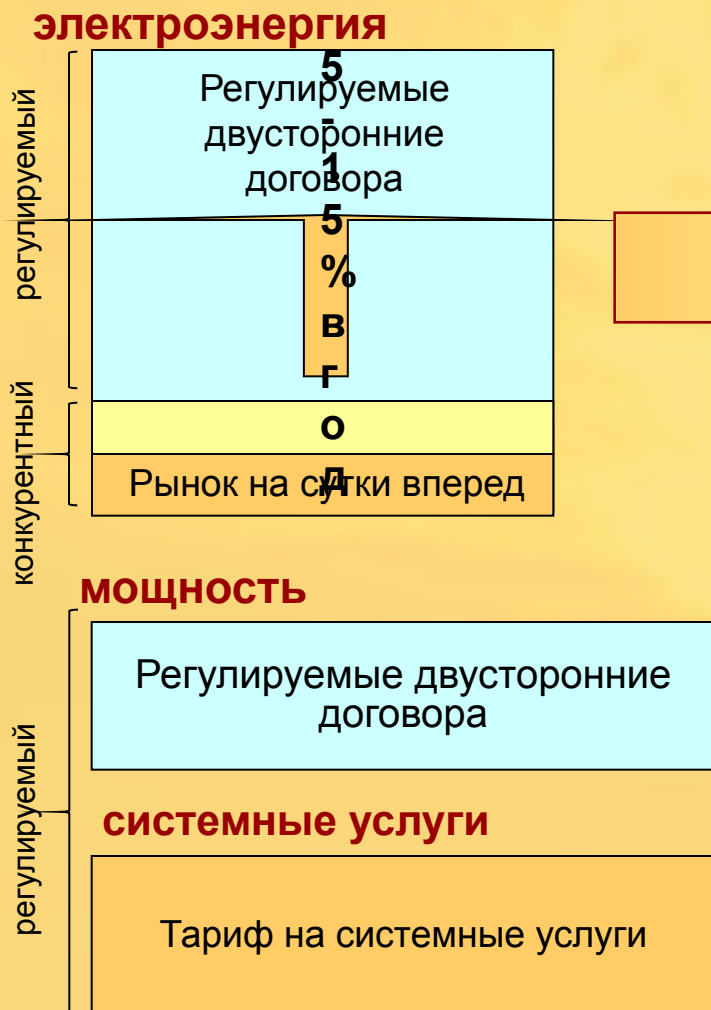 электроэнергия
регулируемый
Регулируемые
двусторонние
договора
5
-
1
5
%
в
г
о
д
конкурентный
Рынок на сутки вперед
мощность
регулируемый
Регулируемые двусторонние
договора
системные услуги
Тариф на системные услуги